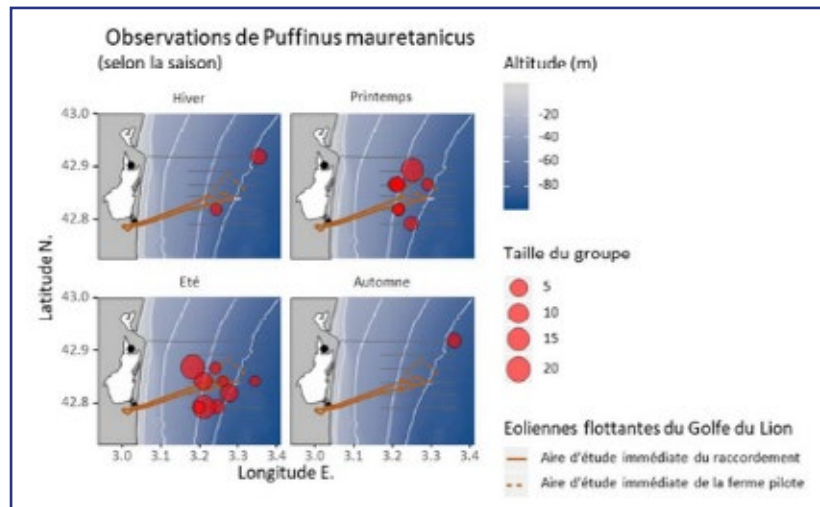 Observations de Puffinus mauretanicus
(selon la saison)
Hiver
Printemps
43.0
42.9
42.8
Eté
Automne
43.0
42.9
42.8
Latitude N.
3.0 3.1 3.2 3.3 3.4
3.0 3.1 3.2 3.3 3.4
Longitude E.
Altitude (m)
-20
-40
-60
-80
Taille du groupe
5
10
15
20
Eoliennes flottantes du Golfe du Lion
Aire d'étude immédiate du raccordement
Aire d'étude immédiate de la ferme pilote